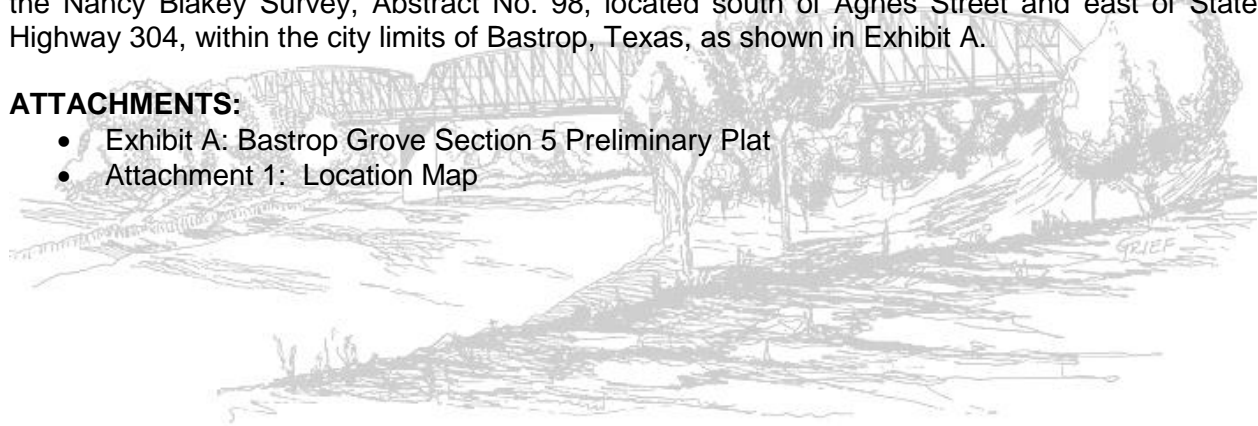 the Nancy Blakey Survey, Abstract No. 98, located south of Agnes Street and east of State
Highway 304, within the city limits of Bastrop, Texas, as shown in Exhibit A.
ATTACHMENTS:
• Exhibit A: Bastrop Grove Section 5 Preliminary Plat
• Attachment 1: Location Map
GRIEF